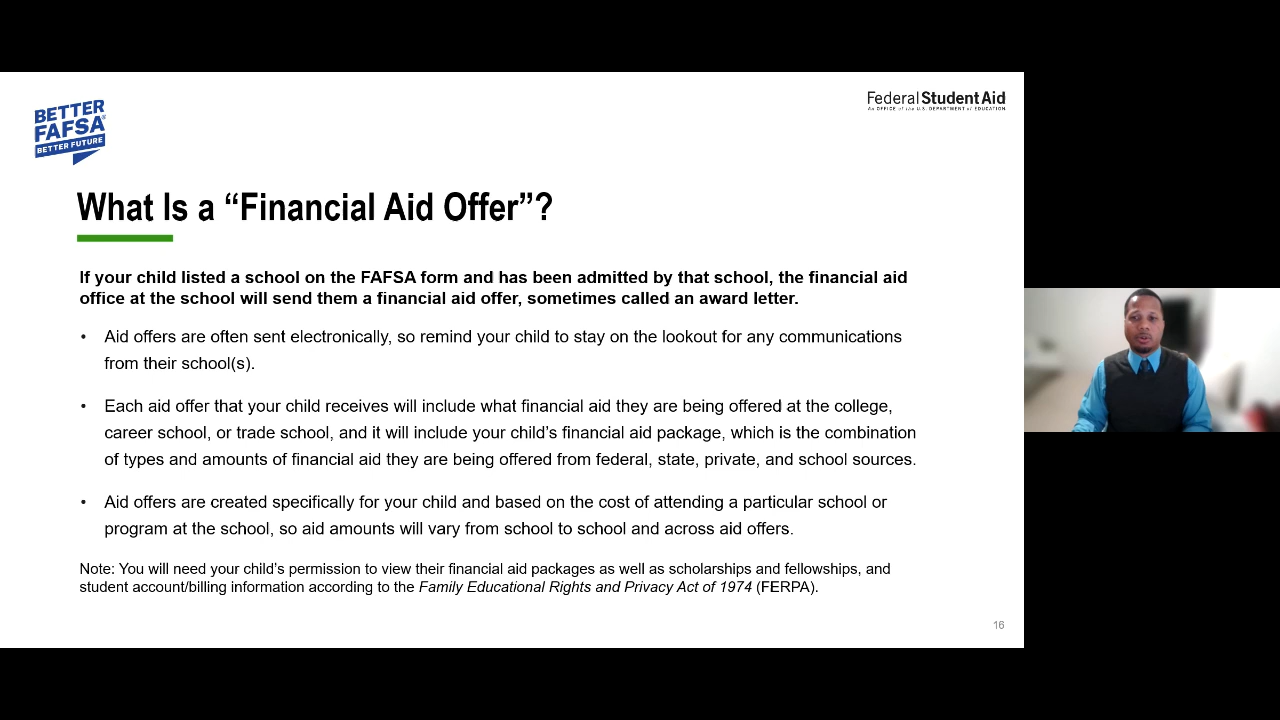 BETTER
FAFSA®
BETTER FUTURE
Federal Student Aid
An OFFICE of the U.S. DEPARTMENT of EDUCATION
What Is a “Financial Aid Offer”?
If your child listed a school on the FAFSA form and has been admitted by that school, the financial aid
office at the school will send them a financial aid offer, sometimes called an award letter.
• Aid offers are often sent electronically, so remind your child to stay on the lookout for any communications
from their school(s).
• Each aid offer that your child receives will include what financial aid they are being offered at the college,
career school, or trade school, and it will include your child’s financial aid package, which is the combination
of types and amounts of financial aid they are being offered from federal, state, private, and school sources.
• Aid offers are created specifically for your child and based on the cost of attending a particular school or
program at the school, so aid amounts will vary from school to school and across aid offers.
Note: You will need your child’s permission to view their financial aid packages as well as scholarships and fellowships, and
student account/billing information according to the Family Educational Rights and Privacy Act of 1974 (FERPA).
16